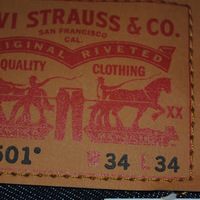 VI STRAUSS & CO.
SAN FRANCISCO
CAL.
ORIGINAL RIVETED
QUALITY CLOTHING
XX
501® W 34 L 34